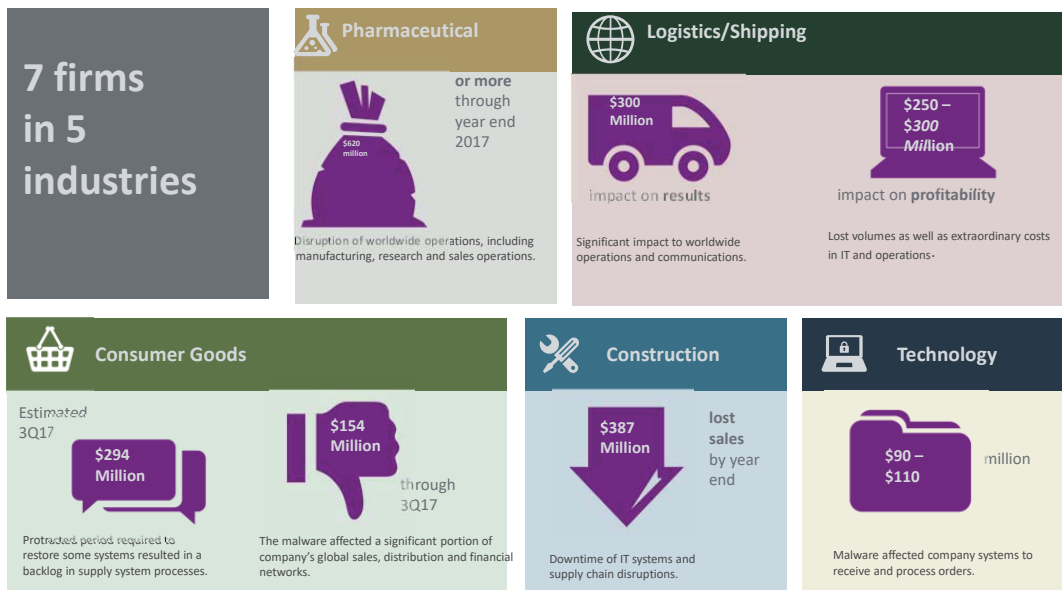 7 firms
in 5
industries
Pharmaceutical
$620
million
or more
through
year end
2017
Disruption of worldwide operations, including
manufacturing, research and sales operations.
Logistics/Shipping
$300
Million
impact on results
Significant impact to worldwide
operations and communications.
$250 –
$300
Million
impact on profitability
Lost volumes as well as extraordinary costs
in IT and operations.
Consumer Goods
Estimated
3Q17
$294
Million
Protracted period required to
restore some systems resulted in a
backlog in supply system processes.
$154
Million
through
3Q17
The malware affected a significant portion of
company's global sales, distribution and financial
networks.
Construction
$387
Million
lost
sales
by year
end
Downtime of IT systems and
supply chain disruptions.
Technology
$90 –
$110
million
Malware affected company systems to
receive and process orders.